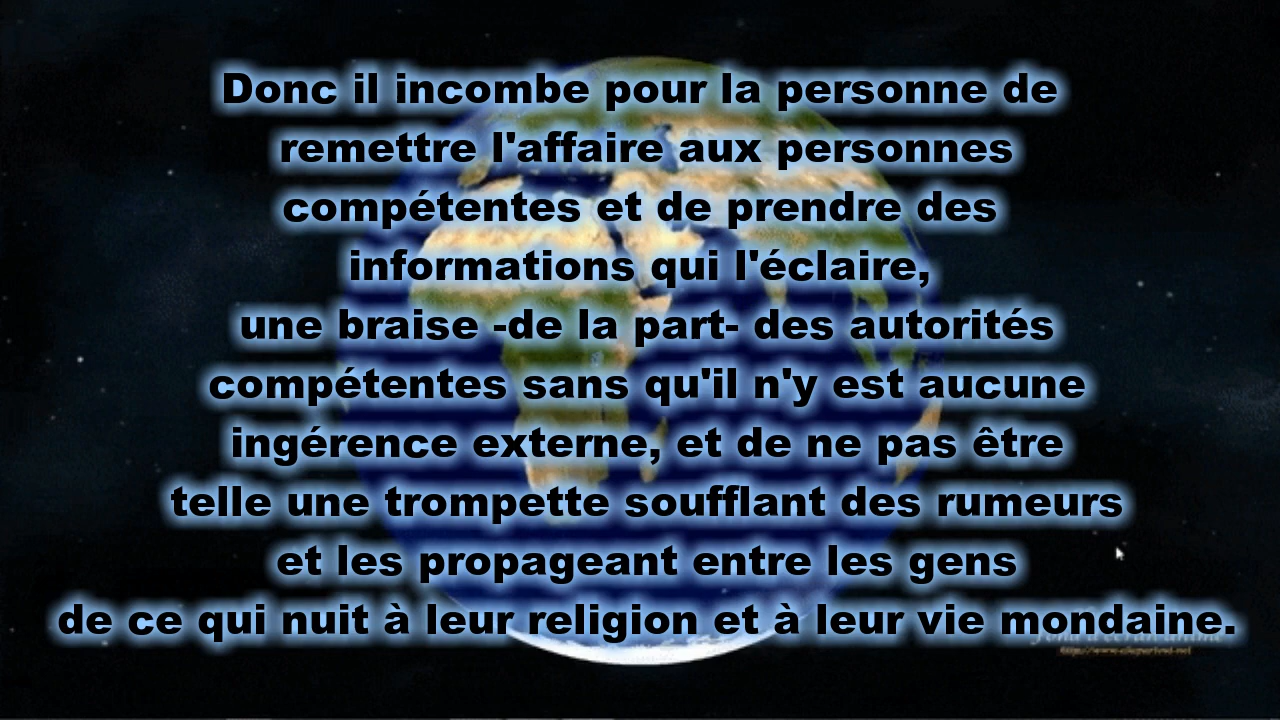 Donc il incombe pour la personne de
remettre l'affaire aux personnes
compétentes et de prendre des
informations qui l'éclaire,
une braise -de la part- des autorités
compétentes sans qu'il n'y est aucune
ingérence externe, et de ne pas être
telle une trompette soufflant des rumeurs
et les propageant entre les gens
de ce qui nuit à leur religion et à leur vie mondaine.